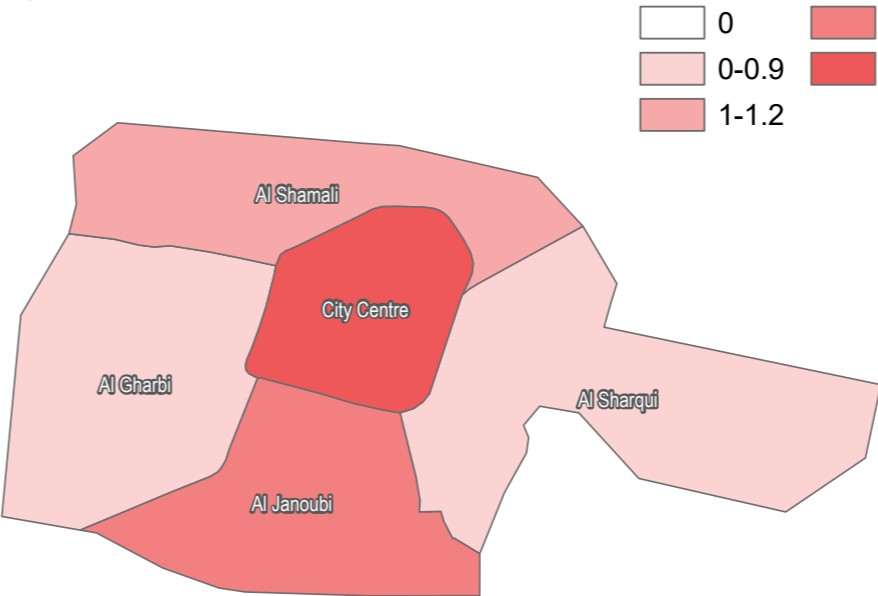 0
0-0.9
1-1.2
Al Shamali
City Centre
Al Gharbi
Al Sharqui
Al Janoubi